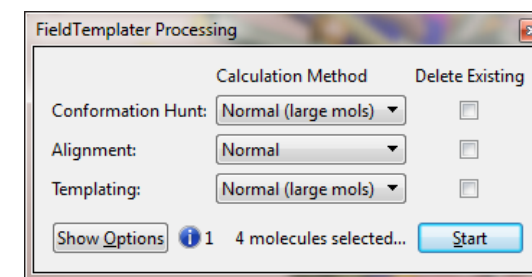 FieldTemplater Processing
Calculation Method Delete Existing
Conformation Hunt: Normal (large mols)
Alignment: Normal
Templating: Normal (large mols)
Show Options 1 4 molecules selected... Start